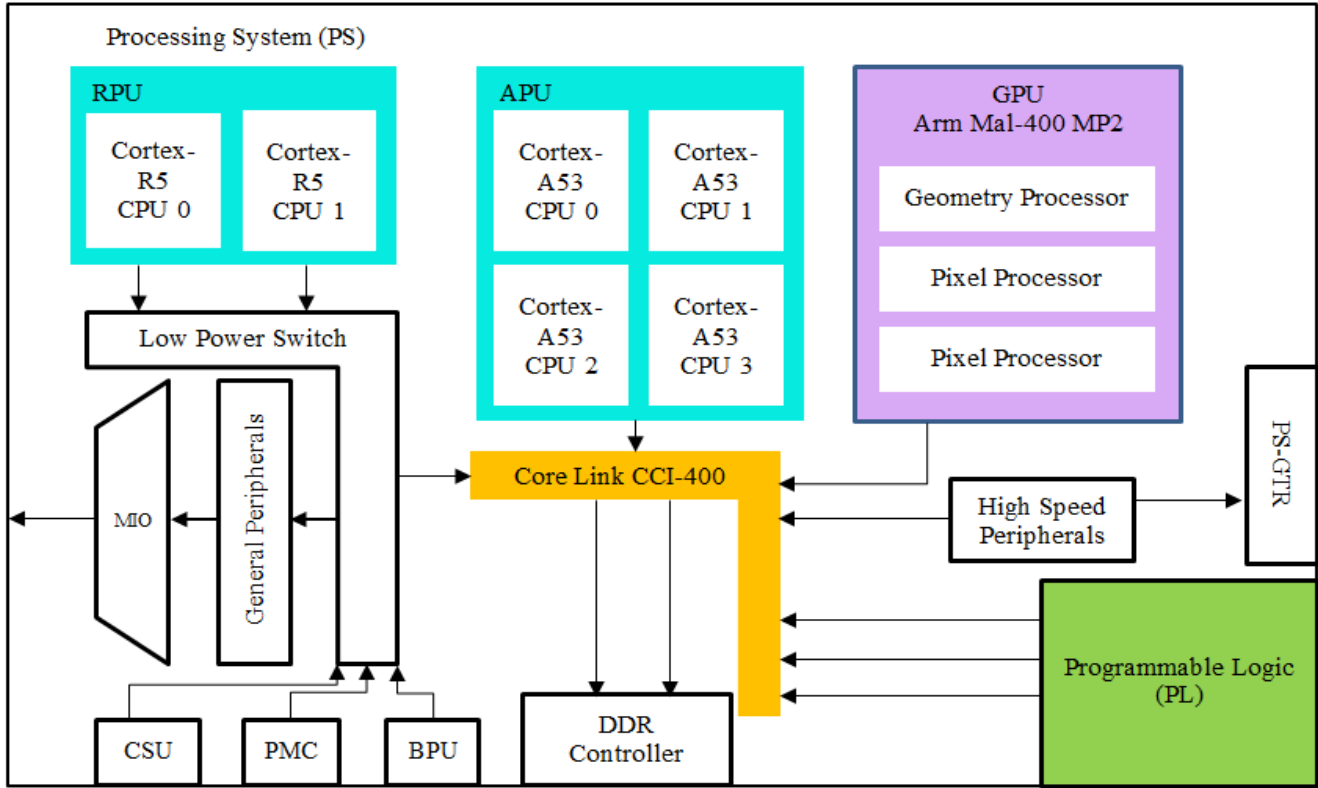 Processing System (PS)
RPU
Cortex-
R5
CPU 0
Cortex-
R5
CPU 1
APU
Cortex-
A53
CPU 0
Cortex-
A53
CPU 1
Cortex-
A53
CPU 2
Cortex-
A53
CPU 3
GPU
Arm Mal-400 MP2
Geometry Processor
Pixel Processor
Pixel Processor
Low Power Switch
MIO
General Peripherals
Core Link CCI-400
High Speed
Peripherals
PS-GTR
Programmable Logic
(PL)
CSU
PMC
BPU
DDR
Controller